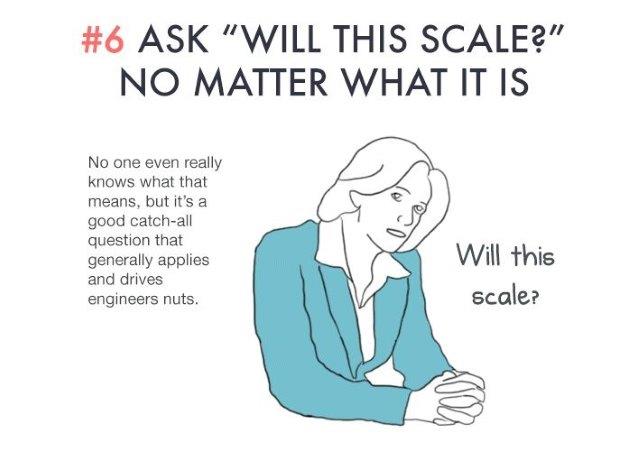 #6 ASK “WILL THIS SCALE?”
NO MATTER WHAT IT IS
No one even really
knows what that
means, but it’s a
good catch-all
question that
generally applies
and drives
engineers nuts.
Will this
scale?